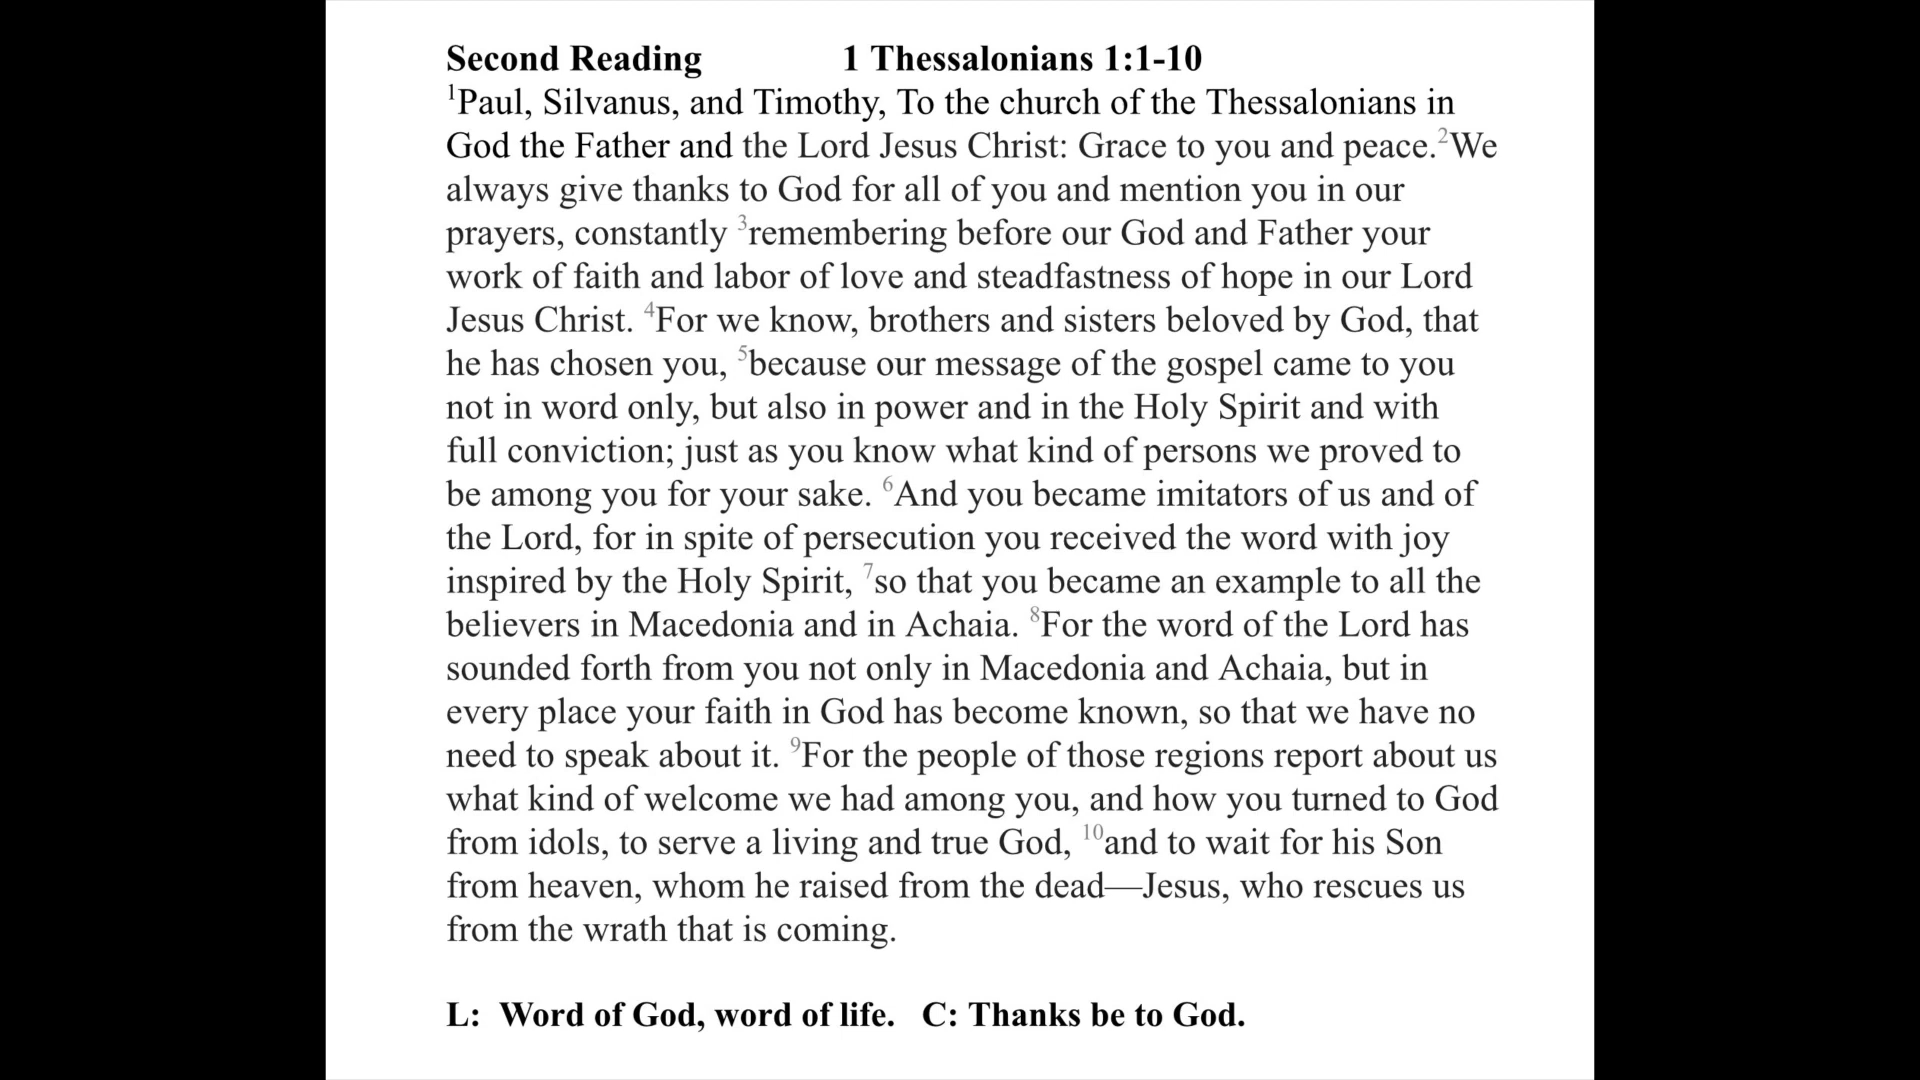 Second Reading 1 Thessalonians 1:1-10
¹Paul, Silvanus, and Timothy, To the church of the Thessalonians in
God the Father and the Lord Jesus Christ: Grace to you and peace.²We
always give thanks to God for all of you and mention you in our
prayers, constantly ³remembering before our God and Father your
work of faith and labor of love and steadfastness of hope in our Lord
Jesus Christ. ⁴For we know, brothers and sisters beloved by God, that
he has chosen you, ⁵because our message of the gospel came to you
not in word only, but also in power and in the Holy Spirit and with
full conviction; just as you know what kind of persons we proved to
be among you for your sake. ⁶And you became imitators of us and of
the Lord, for in spite of persecution you received the word with joy
inspired by the Holy Spirit, ⁷so that you became an example to all the
believers in Macedonia and in Achaia. ⁸For the word of the Lord has
sounded forth from you not only in Macedonia and Achaia, but in
every place your faith in God has become known, so that we have no
need to speak about it. ⁹For the people of those regions report about us
what kind of welcome we had among you, and how you turned to God
from idols, to serve a living and true God, ¹⁰and to wait for his Son
from heaven, whom he raised from the dead—Jesus, who rescues us
from the wrath that is coming.
L: Word of God, word of life. C: Thanks be to God.